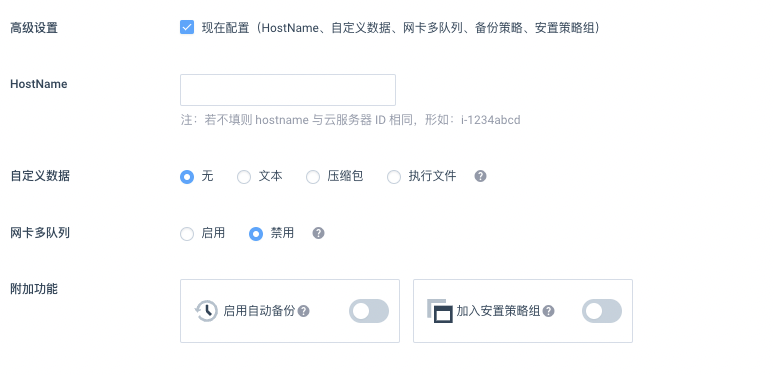 高级设置 现在配置（HostName、自定义数据、网卡多队列、备份策略、安置策略组）
HostName
注：若不填则 hostname 与云服务器 ID 相同，形如：i-1234abcd
自定义数据 无 文本 压缩包 执行文件 ?
网卡多队列 启用 禁用 ?
附加功能
启用自动备份 ? 加入安置策略组 ?